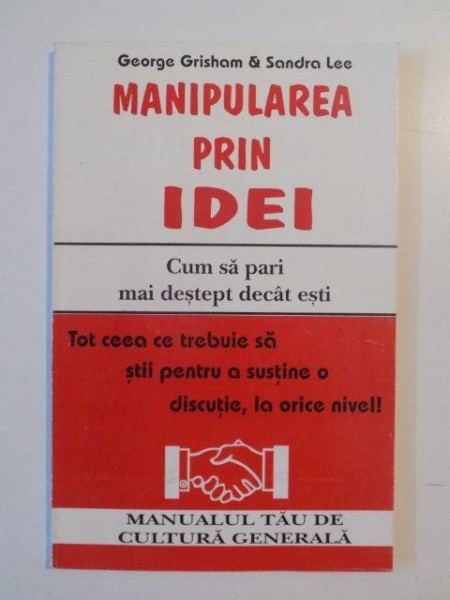 George Grisham & Sandra Lee
MANIPULAREA
PRIN
IDEI
Cum să pari
mai deștept decât ești
Tot ceea ce trebuie să
știi pentru a susține o
discuție, la orice nivel!
MANUALUL TĂU DE
CULTURĂ GENERALĂ